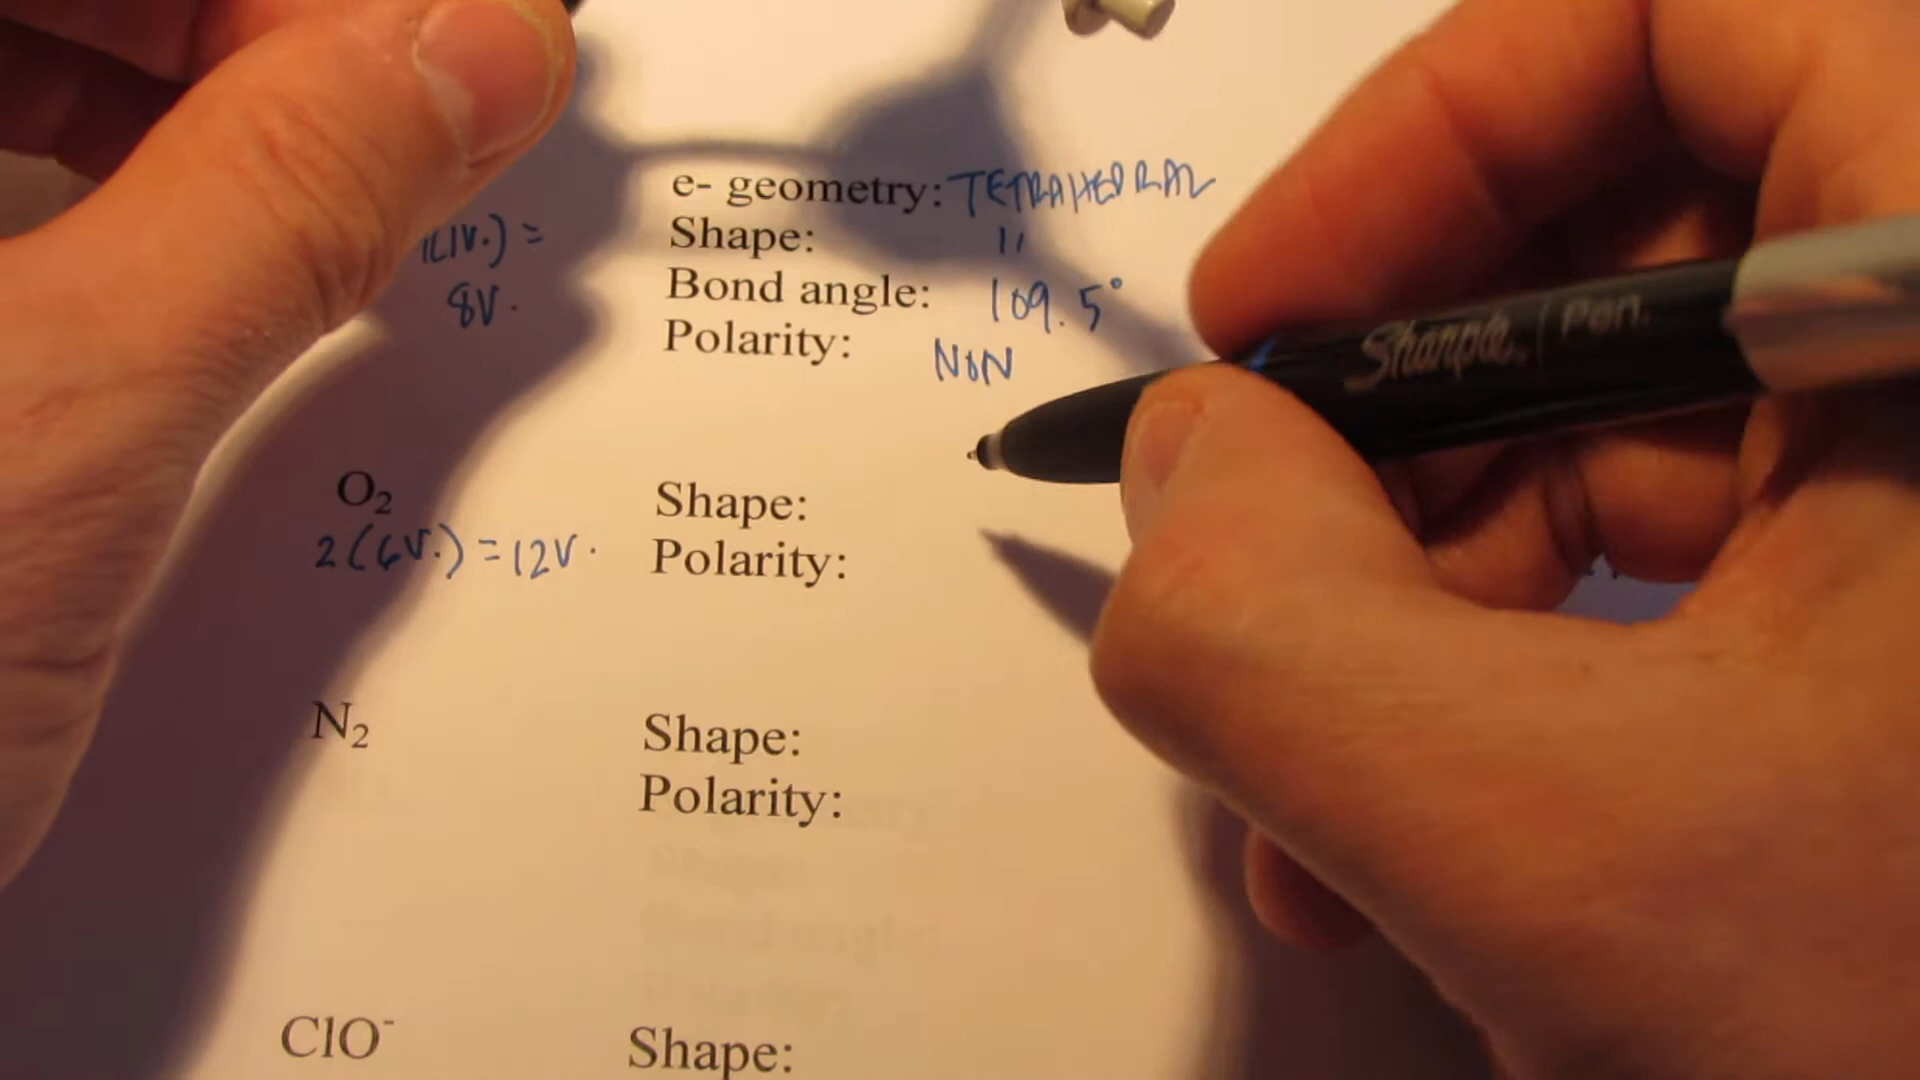 e- geometry: TETRAHEDRAL
Shape: "
Bond angle: 109.5°
Polarity: NON
8V.
Sharpie. | Pen.
O₂
2(6V.) = 12V.
Shape:
Polarity:
N₂
Shape:
Polarity:
ClO⁻
Shape: